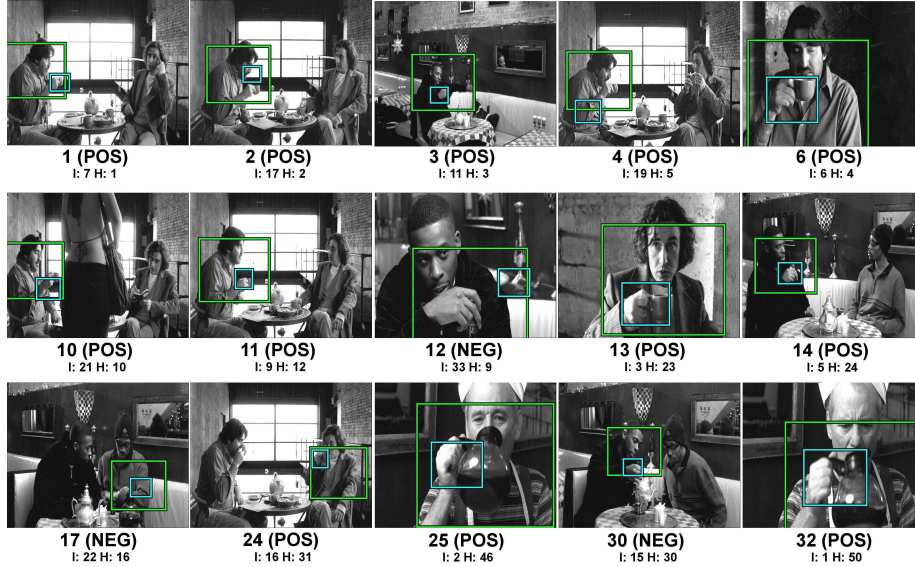 1 (POS)
I: 7 H: 1
2 (POS)
I: 17 H: 2
3 (POS)
I: 11 H: 3
4 (POS)
I: 19 H: 5
6 (POS)
I: 6 H: 4
10 (POS)
I: 21 H: 10
11 (POS)
I: 9 H: 12
12 (NEG)
I: 33 H: 9
13 (POS)
I: 3 H: 23
14 (POS)
I: 5 H: 24
17 (NEG)
I: 22 H: 16
24 (POS)
I: 16 H: 31
25 (POS)
I: 2 H: 46
30 (NEG)
I: 15 H: 30
32 (POS)
I: 1 H: 50